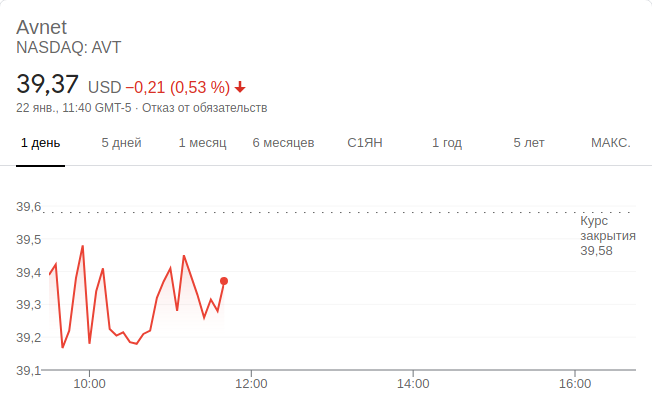 Avnet
NASDAQ: AVT
39,37 USD −0,21 (0,53 %)
22 янв., 11:40 GMT-5 · Отказ от обязательств
1 день 5 дней 1 месяц 6 месяцев С1ЯН 1 год 5 лет МАКС.
39,6
Курс
закрытия
39,58
39,5
39,4
39,3
39,2
39,1
10:00 12:00 14:00 16:00